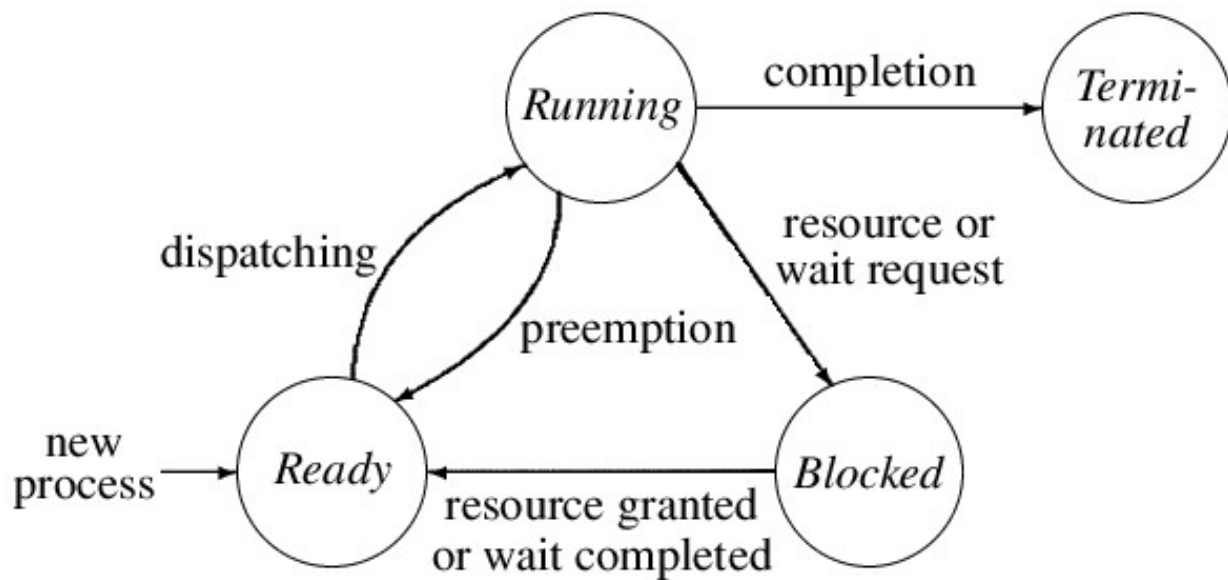 Running
completion
Termi-
nated
dispatching
resource or
wait request
preemption
new
process
Ready
Blocked
resource granted
or wait completed